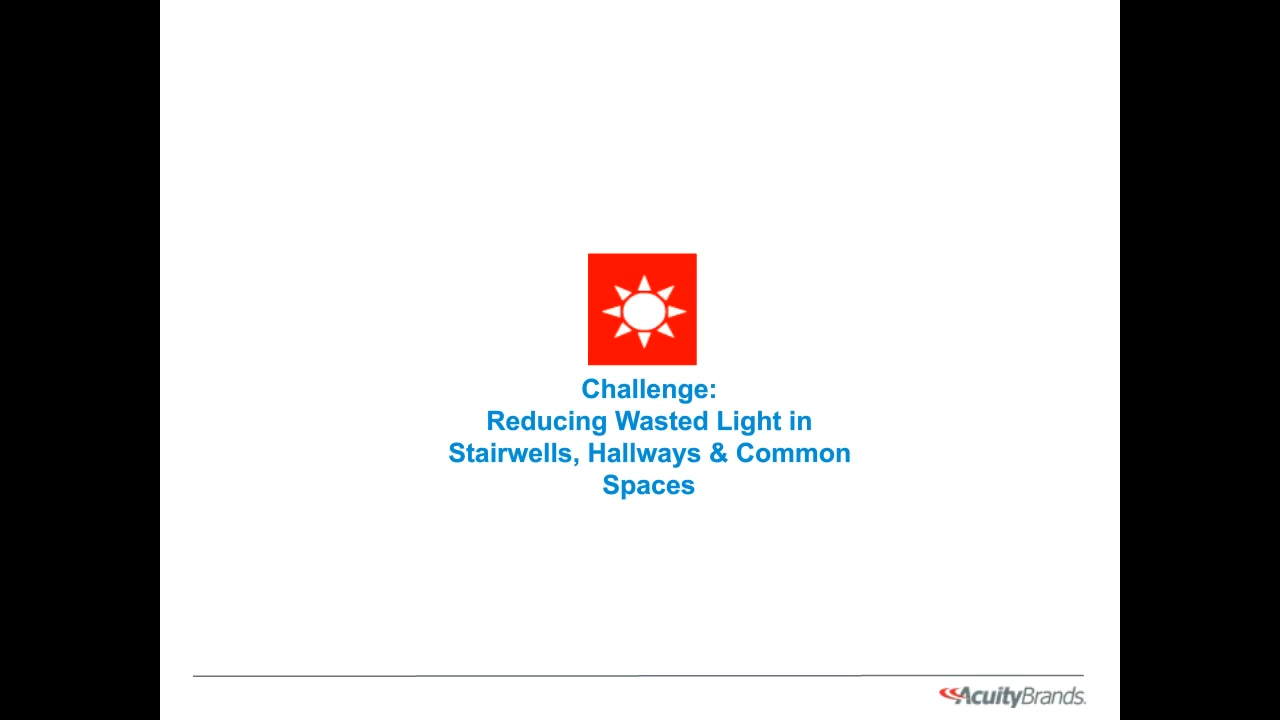 Challenge:
Reducing Wasted Light in
Stairwells, Hallways & Common
Spaces
AcuityBrands.